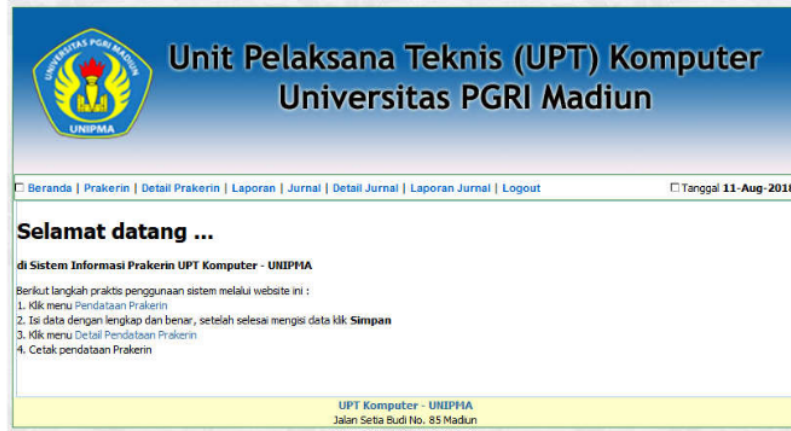 UNIVERSITAS PGRI MADIUN
UNIPMA
Unit Pelaksana Teknis (UPT) Komputer
Universitas PGRI Madiun
Beranda | Prakerin | Detail Prakerin | Laporan | Jurnal | Detail Jurnal | Laporan Jurnal | Logout
Tanggal 11-Aug-2018
Selamat datang ...
di Sistem Informasi Prakerin UPT Komputer - UNIPMA
Berikut langkah praktis penggunaan sistem melalui website ini :
1. Klik menu Pendataan Prakerin
2. Isi data dengan lengkap dan benar, setelah selesai mengisi data klik Simpan
3. Klik menu Detail Pendataan Prakerin
4. Cetak pendataan Prakerin
UPT Komputer - UNIPMA
Jalan Setia Budi No. 85 Madiun